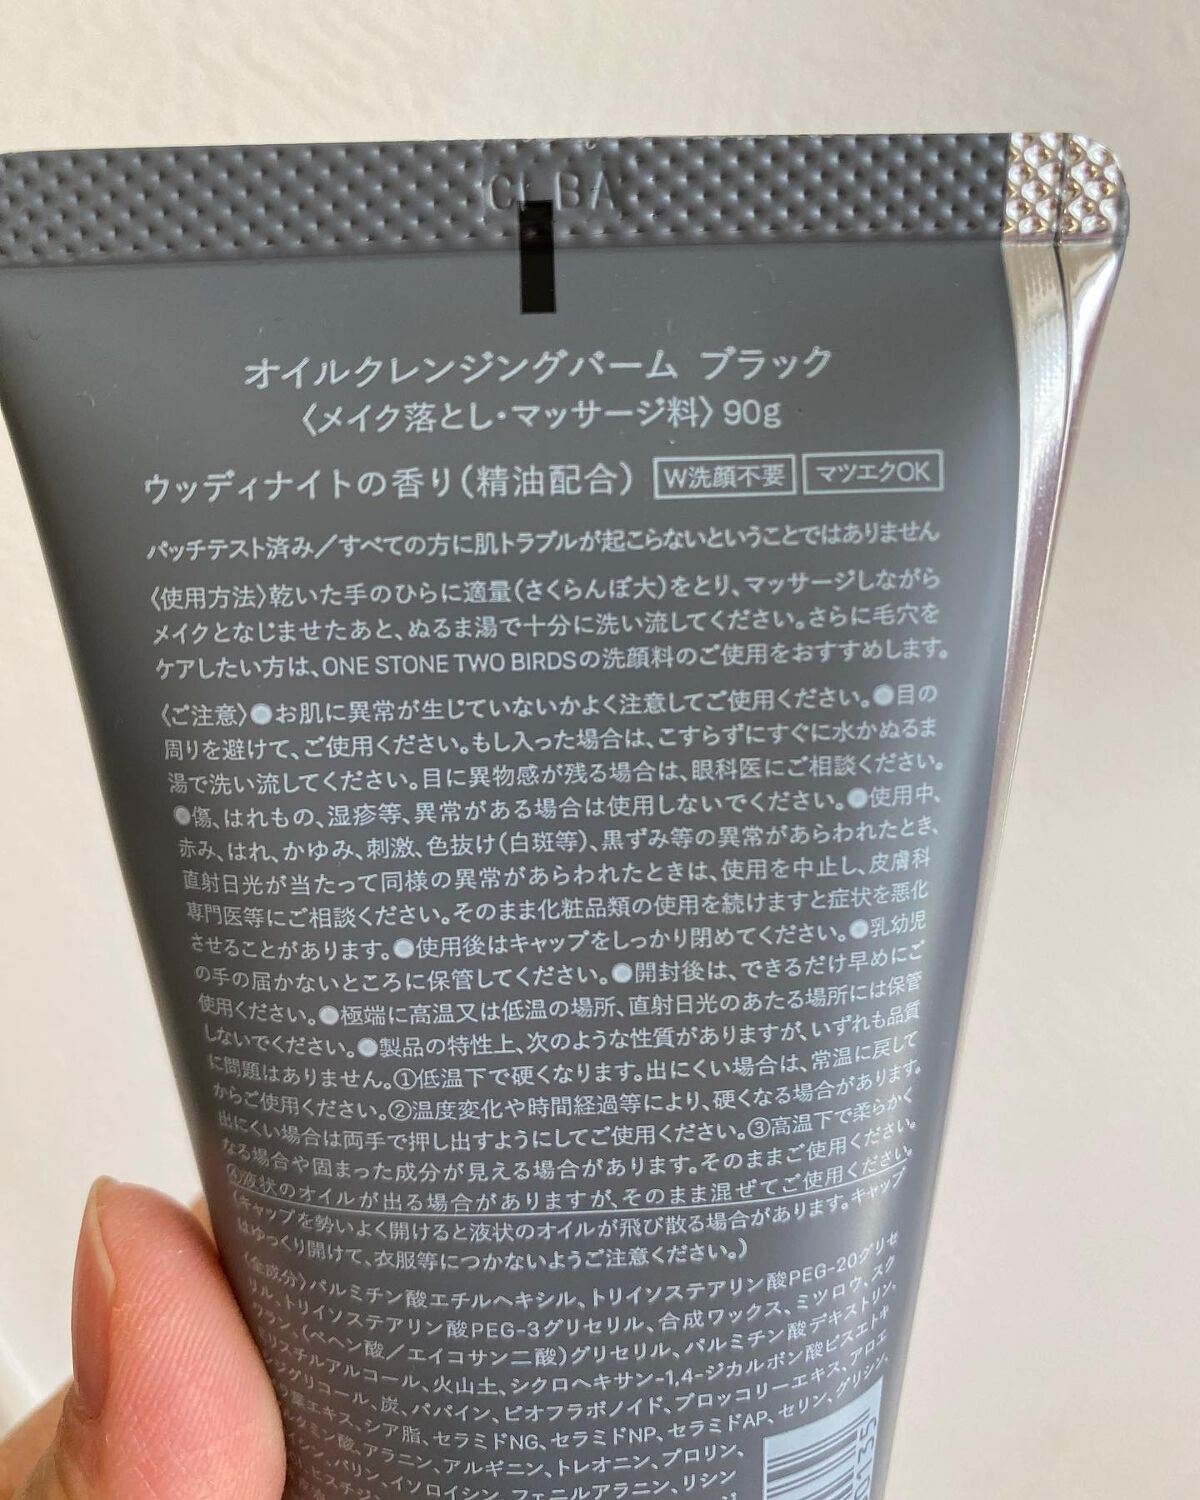 オイルクレンジングバーム ブラック
〈メイク落とし・マッサージ料〉90g
ウッディナイトの香り(精油配合) W洗顔不要 マツエクOK
パッチテスト済み/すべての方に肌トラブルが起こらないということではありません
〈使用方法〉乾いた手のひらに適量(さくらんぼ大)をとり、マッサージしながら
メイクとなじませたあと、ぬるま湯で十分に洗い流してください。さらに毛穴を
ケアしたい方は、ONE STONE TWO BIRDSの洗顔料のご使用をおすすめします。
〈ご注意〉●お肌に異常が生じていないかよく注意してご使用ください。●目の
周りを避けて、ご使用ください。もし入った場合は、こすらずにすぐに水かぬるま
湯で洗い流してください。目に異物感が残る場合は、眼科医にご相談ください。
●傷、はれもの、湿疹等、異常がある場合は使用しないでください。●使用中、
赤み、はれ、かゆみ、刺激、色抜け(白斑等)、黒ずみ等の異常があらわれたとき、
直射日光が当たって同様の異常があらわれたときは、使用を中止し、皮膚科
専門医等にご相談ください。そのまま化粧品類の使用を続けますと症状を悪化
させることがあります。●使用後はキャップをしっかり閉めてください。●乳幼児
の手の届かないところに保管してください。●開封後は、できるだけ早めにご
使用ください。●極端に高温又は低温の場所、直射日光のあたる場所には保管
しないでください。●製品の特性上、次のような性質がありますが、いずれも品質
に問題はありません。①低温下で硬くなります。出にくい場合は、常温に戻して
からご使用ください。②温度変化や時間経過等により、硬くなる場合があります。
出にくい場合は両手で押し出すようにしてご使用ください。③高温下で柔らかく
なる場合や固まった成分が見える場合があります。そのままご使用ください。
④液状のオイルが出る場合がありますが、そのまま混ぜてご使用ください。
(キャップを勢いよく開けると液状のオイルが飛び散る場合があります。キャップ
はゆっくり開けて、衣服等につかないようご注意ください。)
〈全成分〉パルミチン酸エチルヘキシル、トリイソステアリン酸PEG-20グリセ
リル、トリイソステアリン酸PEG-3グリセリル、合成ワックス、ミツロウ、スク
ワラン、(ベヘン酸/エイコサン二酸)グリセリル、パルミチン酸デキストリン、
リスチルアルコール、火山土、シクロヘキサン-1,4-ジカルボン酸ビスエトキ
ングリコール、炭、パパイン、ビオフラボノイド、ブロッコリーエキス、アロエ
葉エキス、シア脂、セラミドNG、セラミドNP、セラミドAP、セリン、グリシン、
ルタミン酸、アラニン、アルギニン、トレオニン、プロリン、
バリン、イソロイシン、フェニルアラニン、リシン